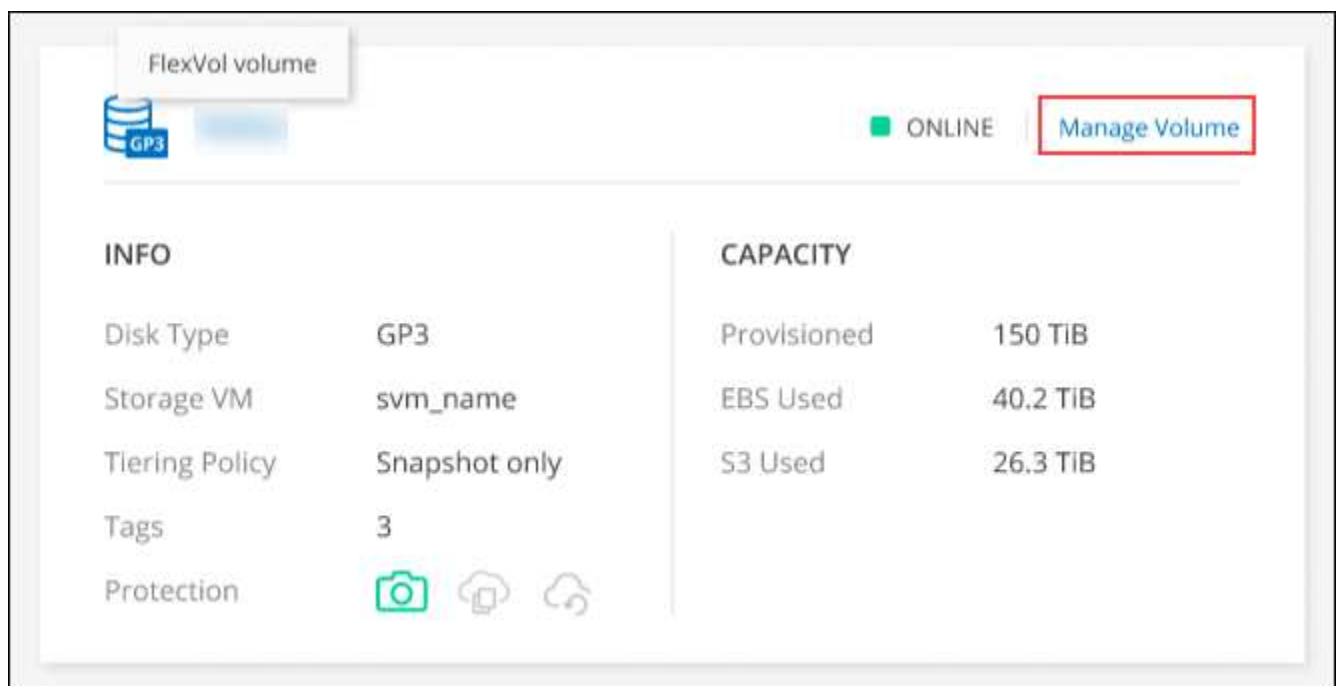 FlexVol volume
GP3
ONLINE
Manage Volume
INFO
Disk Type GP3
Storage VM svm_name
Tiering Policy Snapshot only
Tags 3
Protection
CAPACITY
Provisioned 150 TiB
EBS Used 40.2 TiB
S3 Used 26.3 TiB